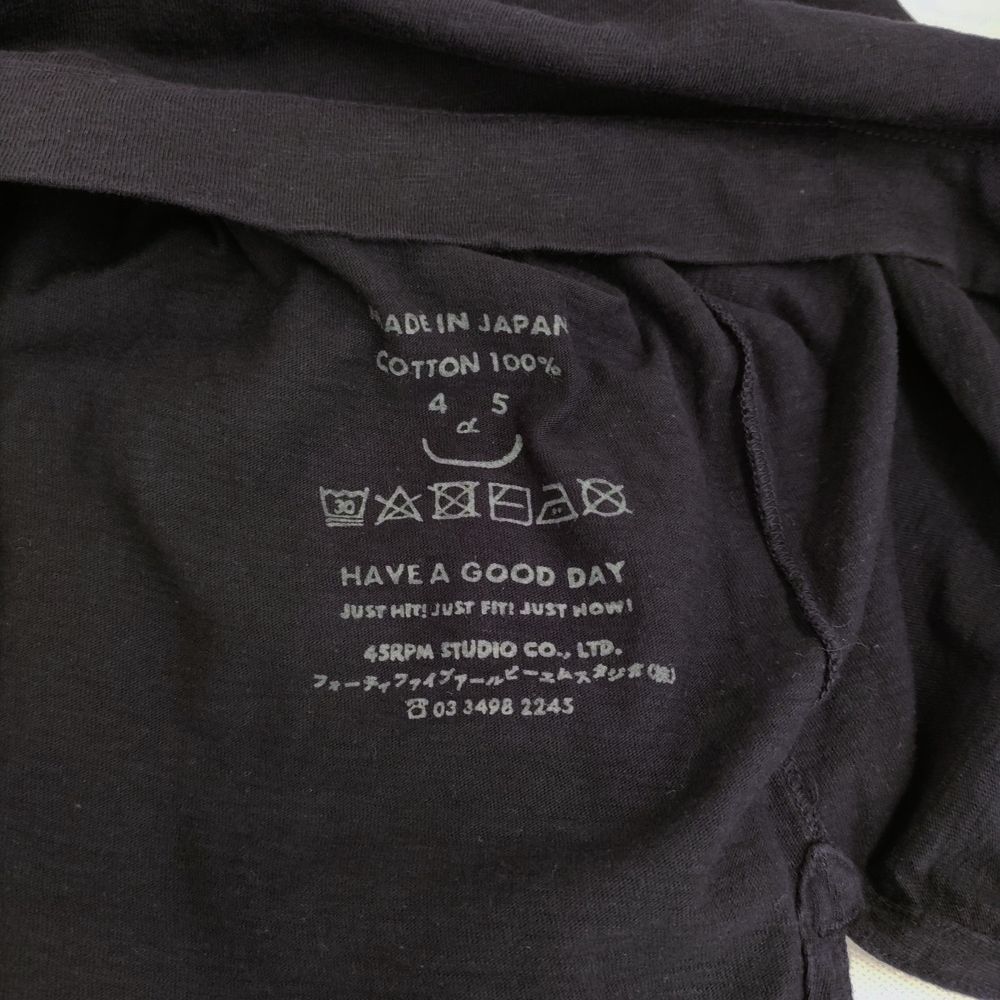 MADE IN JAPAN
COTTON 100%
4 5
R
30
HAVE A GOOD DAY
JUST HIT! JUST FIT! JUST NOW!
45RPM STUDIO CO., LTD.
フォーティファイブアールピーエムスタジオ(株)
☎03 3498 2245